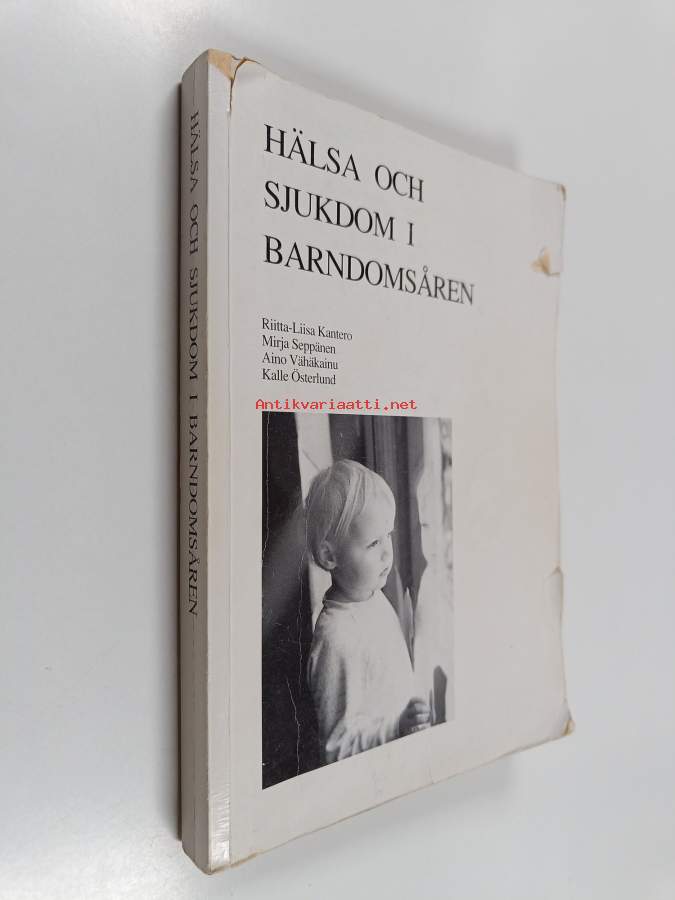 HÄLSA OCH
SJUKDOM I
BARNDOMSÅREN
Riitta-Liisa Kantero
Mirja Seppänen
Aino Vähäkainu
Kalle Österlund
Antikvariaatti.net
HÄLSA OCH SJUKDOM I BARNDOMSÅREN